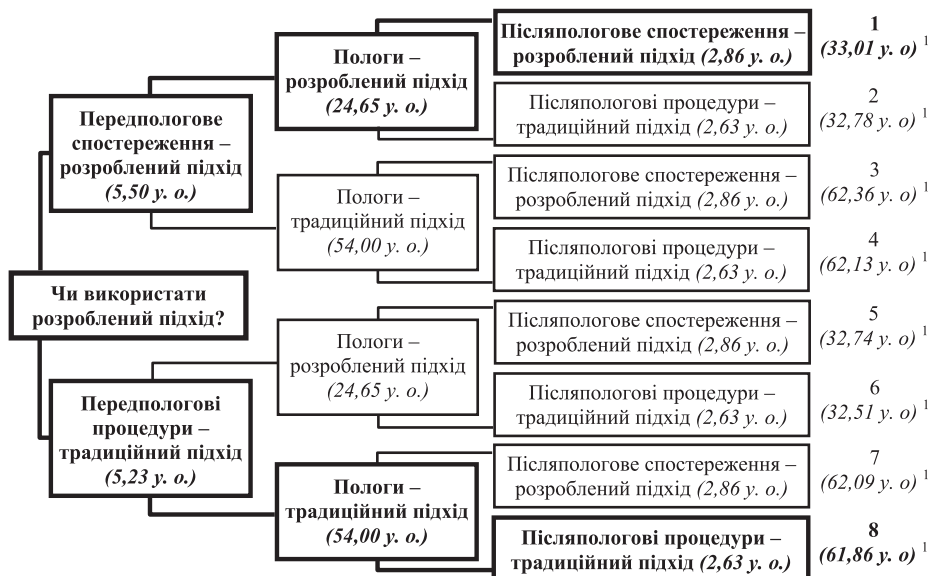 Чи використати
розроблений підхід?
Передпологове
спостереження –
розроблений підхід
(5,50 у. о.)
Передпологові
процедури –
традиційний підхід
(5,23 у. о.)
Пологи –
розроблений підхід
(24,65 у. о.)
Пологи –
традиційний підхід
(54,00 у. о.)
Пологи –
розроблений підхід
(24,65 у. о.)
Пологи –
традиційний підхід
(54,00 у. о.)
Післяпологове спостереження –
розроблений підхід (2,86 у. о.)
1
(33,01 у. о) 1
Післяпологові процедури –
традиційний підхід (2,63 у. о.)
2
(32,78 у. о) 1
Післяпологове спостереження –
розроблений підхід (2,86 у. о.)
3
(62,36 у. о) 1
Післяпологові процедури –
традиційний підхід (2,63 у. о.)
4
(62,13 у. о) 1
Післяпологове спостереження –
розроблений підхід (2,86 у. о.)
5
(32,74 у. о) 1
Післяпологові процедури –
традиційний підхід (2,63 у. о.)
6
(32,51 у. о) 1
Післяпологове спостереження –
розроблений підхід (2,86 у. о.)
7
(62,09 у. о) 1
Післяпологові процедури –
традиційний підхід (2,63 у. о.)
8
(61,86 у. о) 1